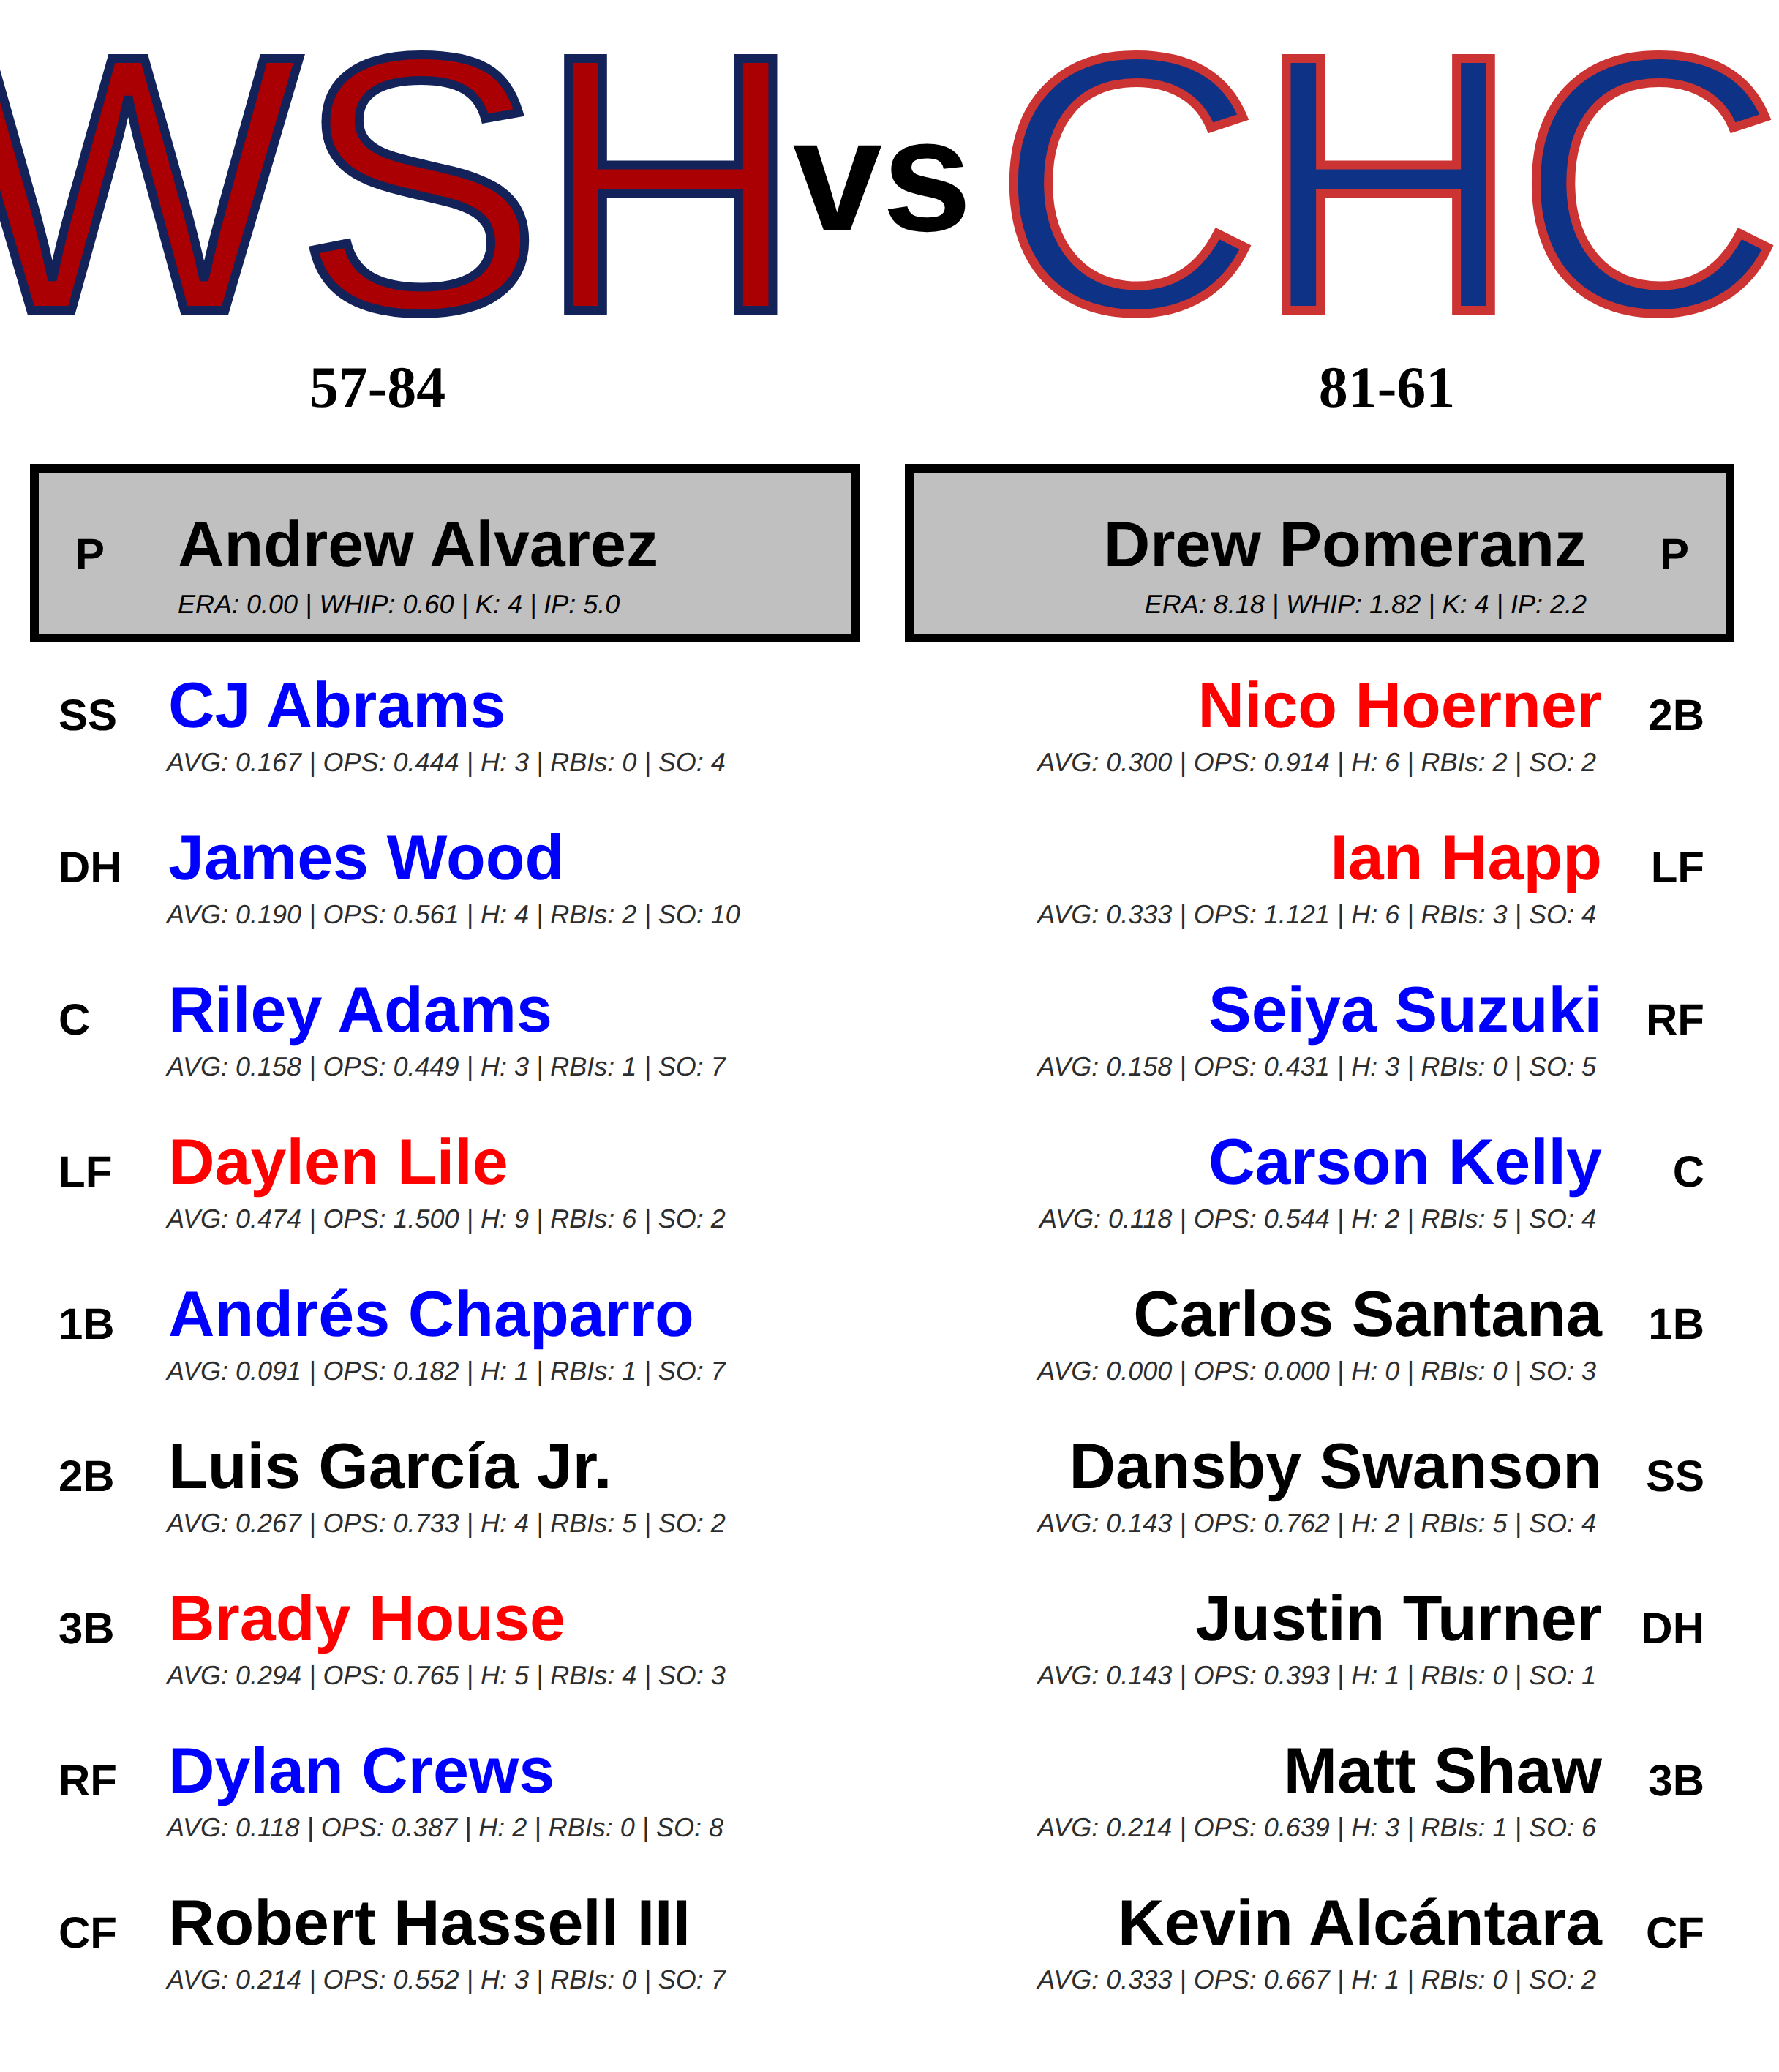 WSH vs CHC
57-84
81-61
P Andrew Alvarez
ERA: 0.00 | WHIP: 0.60 | K: 4 | IP: 5.0
Drew Pomeranz P
ERA: 8.18 | WHIP: 1.82 | K: 4 | IP: 2.2
SS CJ Abrams
AVG: 0.167 | OPS: 0.444 | H: 3 | RBIs: 0 | SO: 4
DH James Wood
AVG: 0.190 | OPS: 0.561 | H: 4 | RBIs: 2 | SO: 10
C Riley Adams
AVG: 0.158 | OPS: 0.449 | H: 3 | RBIs: 1 | SO: 7
LF Daylen Lile
AVG: 0.474 | OPS: 1.500 | H: 9 | RBIs: 6 | SO: 2
1B Andrés Chaparro
AVG: 0.091 | OPS: 0.182 | H: 1 | RBIs: 1 | SO: 7
2B Luis García Jr.
AVG: 0.267 | OPS: 0.733 | H: 4 | RBIs: 5 | SO: 2
3B Brady House
AVG: 0.294 | OPS: 0.765 | H: 5 | RBIs: 4 | SO: 3
RF Dylan Crews
AVG: 0.118 | OPS: 0.387 | H: 2 | RBIs: 0 | SO: 8
CF Robert Hassell III
AVG: 0.214 | OPS: 0.552 | H: 3 | RBIs: 0 | SO: 7
Nico Hoerner 2B
AVG: 0.300 | OPS: 0.914 | H: 6 | RBIs: 2 | SO: 2
Ian Happ LF
AVG: 0.333 | OPS: 1.121 | H: 6 | RBIs: 3 | SO: 4
Seiya Suzuki RF
AVG: 0.158 | OPS: 0.431 | H: 3 | RBIs: 0 | SO: 5
Carson Kelly C
AVG: 0.118 | OPS: 0.544 | H: 2 | RBIs: 5 | SO: 4
Carlos Santana 1B
AVG: 0.000 | OPS: 0.000 | H: 0 | RBIs: 0 | SO: 3
Dansby Swanson SS
AVG: 0.143 | OPS: 0.762 | H: 2 | RBIs: 5 | SO: 4
Justin Turner DH
AVG: 0.143 | OPS: 0.393 | H: 1 | RBIs: 0 | SO: 1
Matt Shaw 3B
AVG: 0.214 | OPS: 0.639 | H: 3 | RBIs: 1 | SO: 6
Kevin Alcántara CF
AVG: 0.333 | OPS: 0.667 | H: 1 | RBIs: 0 | SO: 2